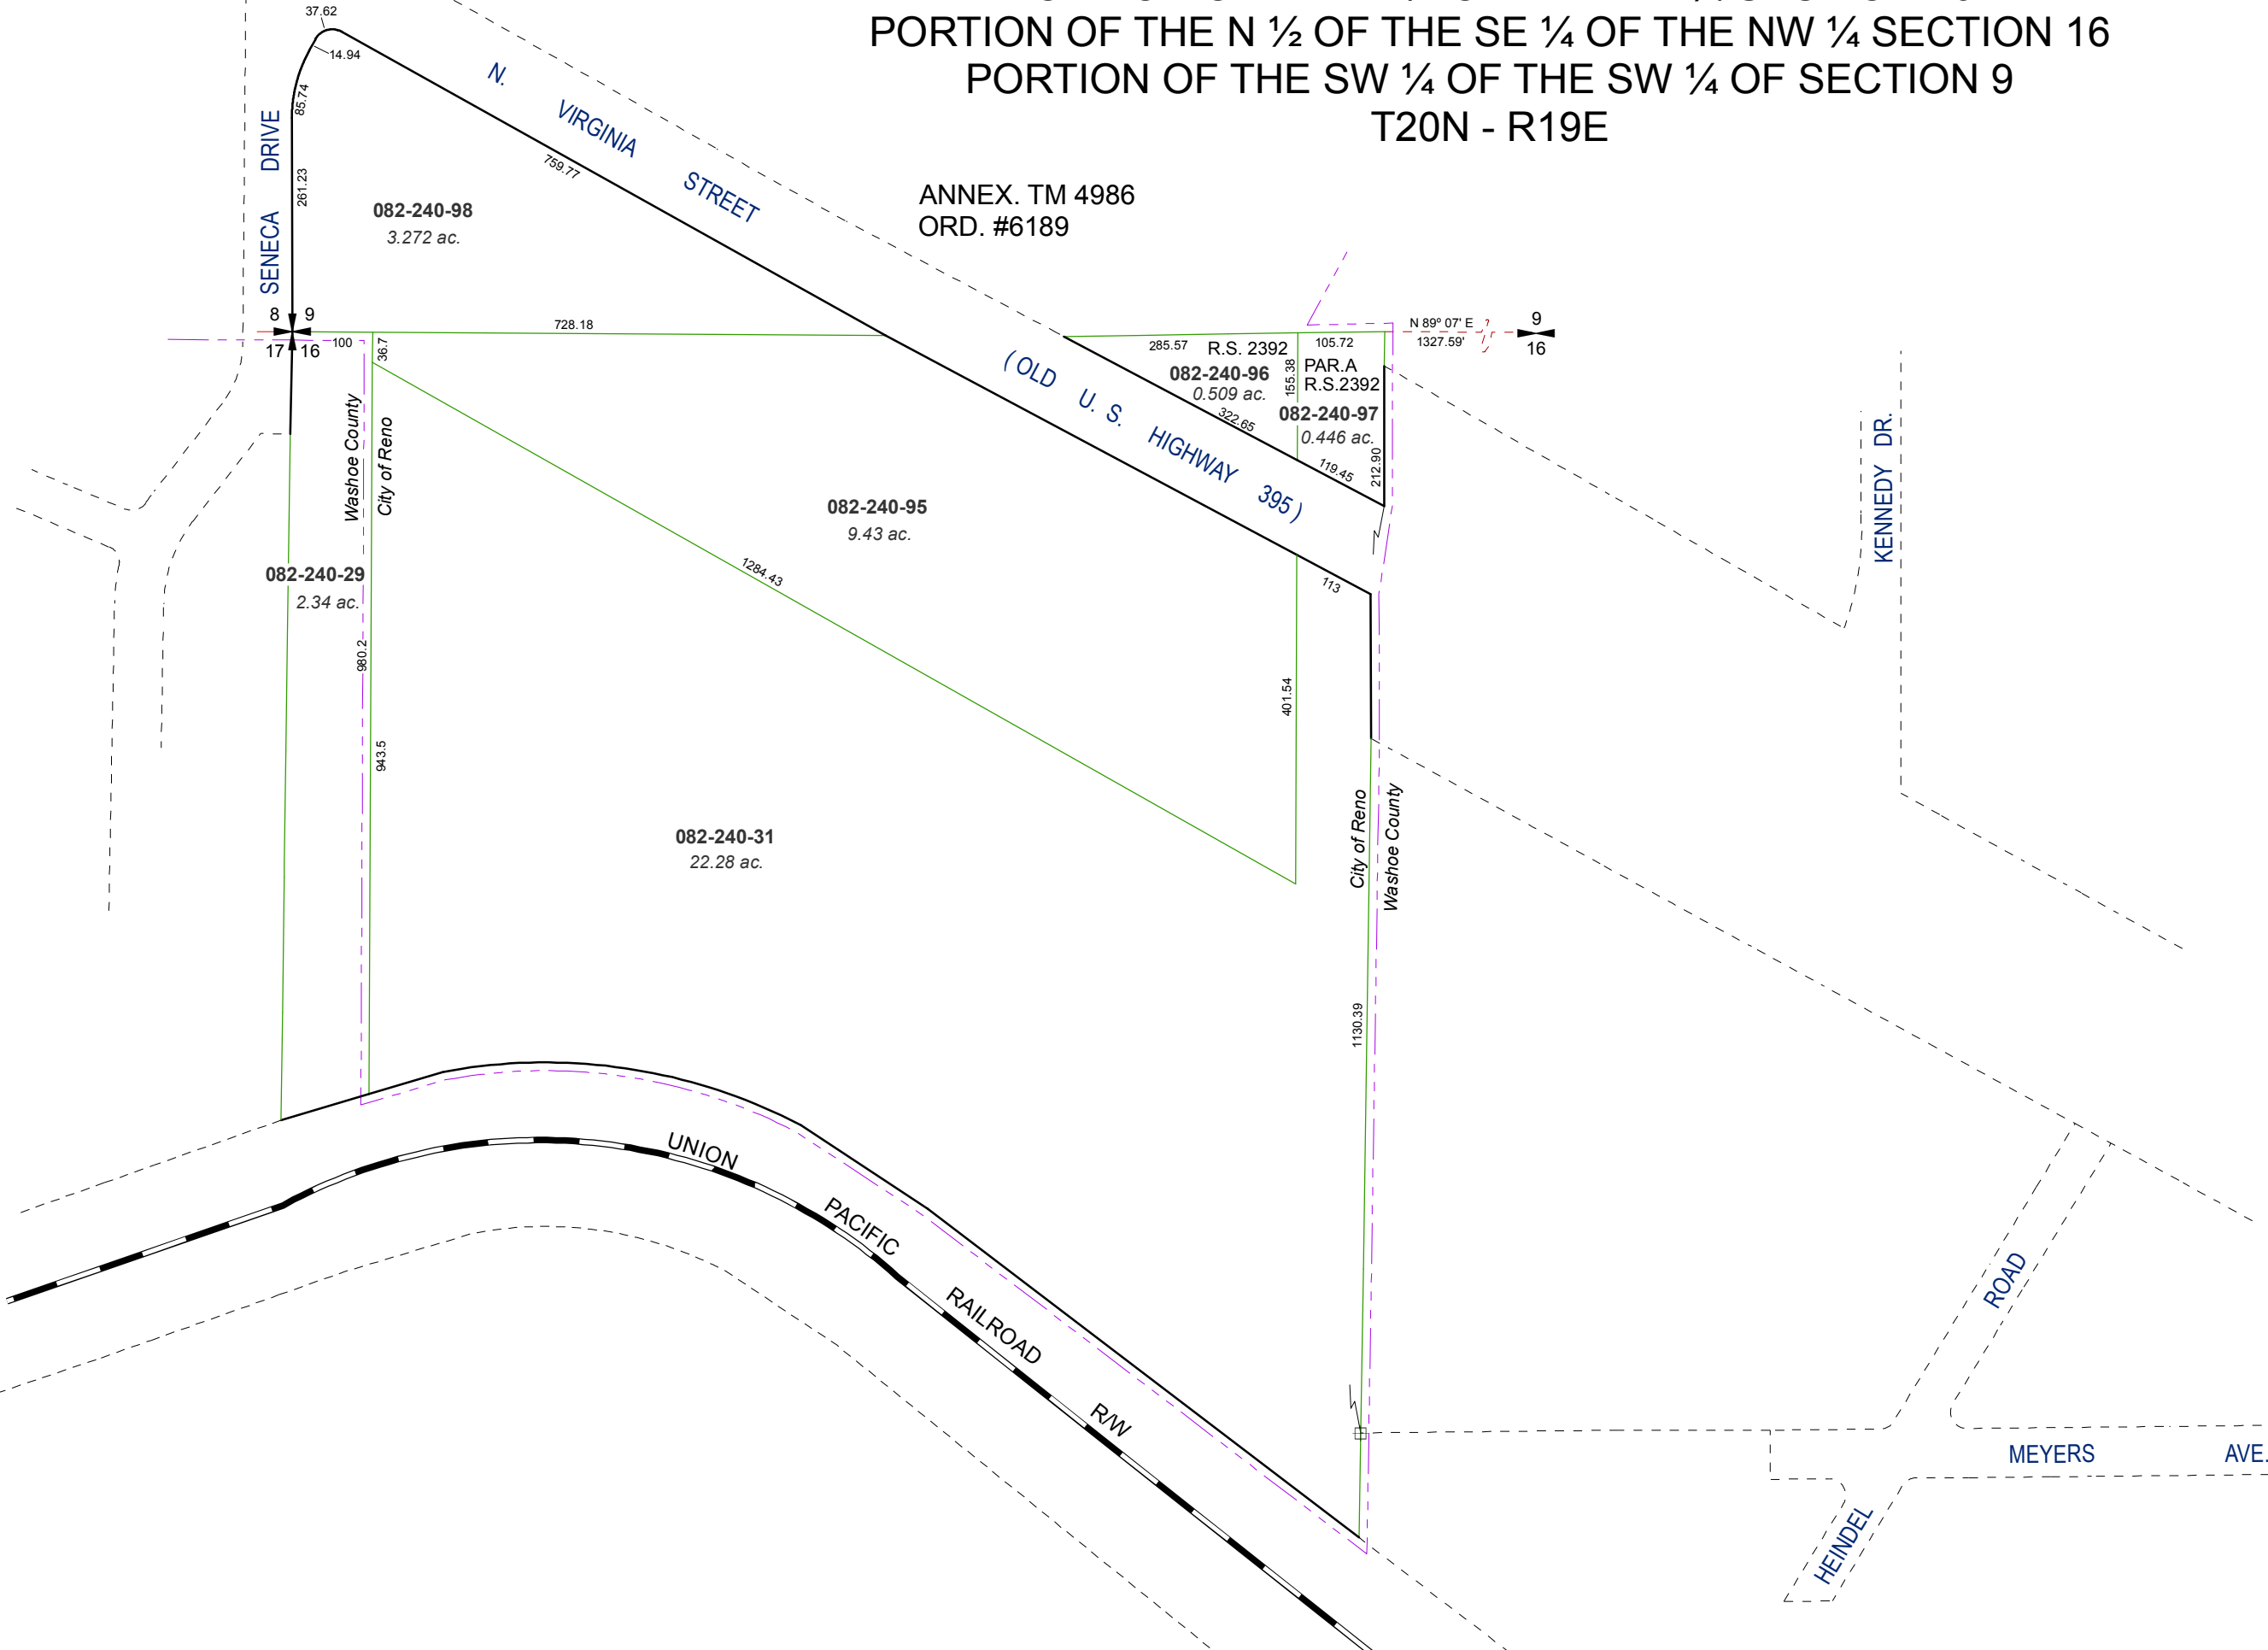 PORTION OF THE N ½ OF THE SE ¼ OF THE NW ¼ SECTION 16
PORTION OF THE SW ¼ OF THE SW ¼ OF SECTION 9
T20N - R19E
37.62
14.94
85.74
261.23
SENECA DRIVE
N. VIRGINIA STREET
759.77
082-240-98
3.272 ac.
ANNEX. TM 4986
ORD. #6189
8 9
17 16
100
36.7
728.18
(OLD U. S. HIGHWAY 395)
285.57
R.S. 2392
082-240-96
0.509 ac.
155.38
322.65
105.72
PAR.A
R.S.2392
082-240-97
0.446 ac.
119.45
212.90
N 89º 07' E
1327.59'
?
?
9
16
KENNEDY DR.
Washoe County
City of Reno
082-240-95
9.43 ac.
1284.43
113
401.54
082-240-29
2.34 ac.
980.2
943.5
082-240-31
22.28 ac.
City of Reno
Washoe County
1130.39
UNION PACIFIC RAILROAD R/W
ROAD
MEYERS AVE.
HEINDEL